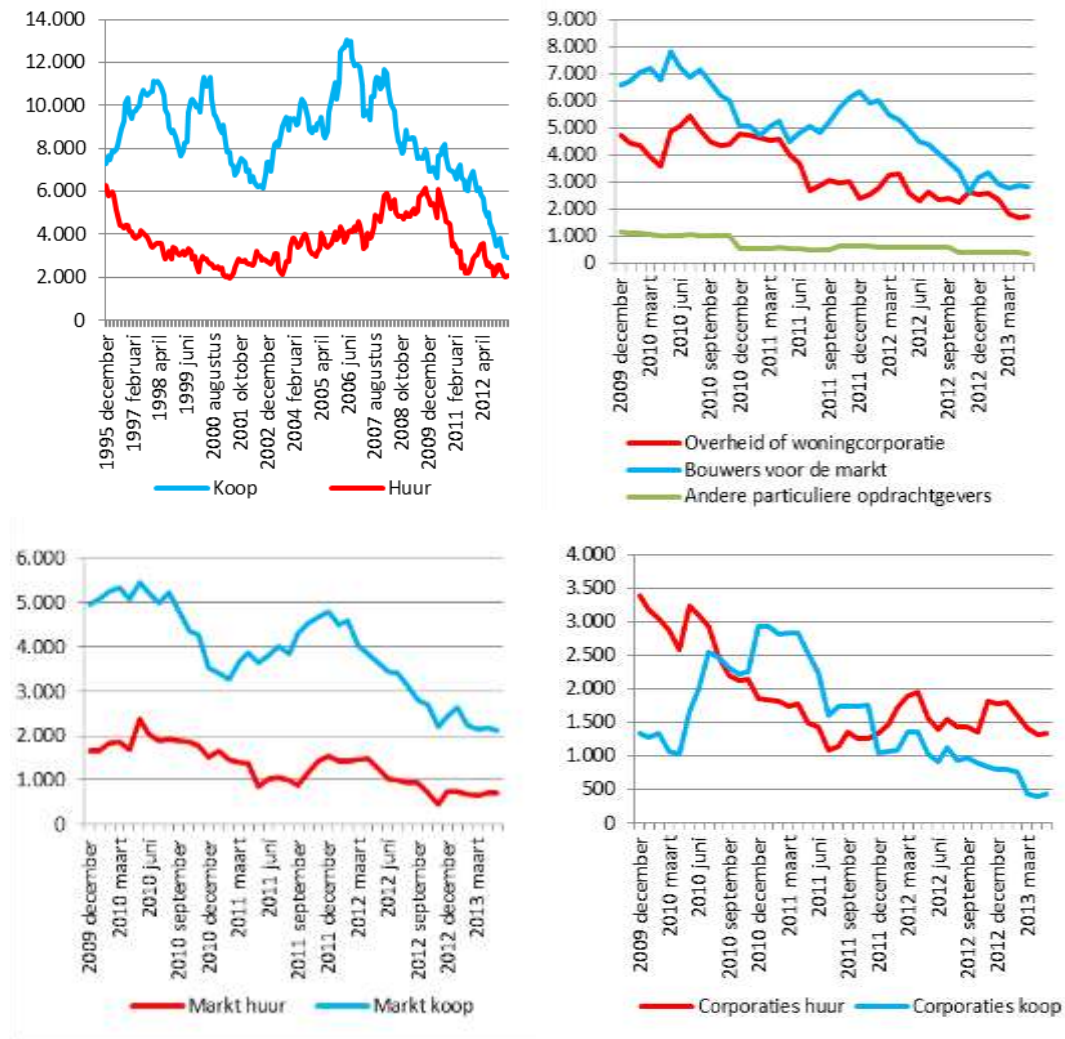 14.000
12.000
10.000
8.000
6.000
4.000
2.000
0
1995 december
1997 februari
1998 april
1999 juni
2000 augustus
2001 oktober
2002 december
2004 februari
2005 april
2006 juni
2007 augustus
2008 oktober
2009 december
2011 februari
2012 april
Koop Huur
9.000
8.000
7.000
6.000
5.000
4.000
3.000
2.000
1.000
0
2009 december
2010 maart
2010 juni
2010 september
2010 december
2011 maart
2011 juni
2011 september
2011 december
2012 maart
2012 juni
2012 september
2012 december
2013 maart
Overheid of woningcorporatie
Bouwers voor de markt
Andere particuliere opdrachtgevers
6.000
5.000
4.000
3.000
2.000
1.000
0
2009 december
2010 maart
2010 juni
2010 september
2010 december
2011 maart
2011 juni
2011 september
2011 december
2012 maart
2012 juni
2012 september
2012 december
2013 maart
Markt huur Markt koop
4.000
3.500
3.000
2.500
2.000
1.500
1.000
500
0
2009 december
2010 maart
2010 juni
2010 september
2010 december
2011 maart
2011 juni
2011 september
2011 december
2012 maart
2012 juni
2012 september
2012 december
2013 maart
Corporaties huur Corporaties koop